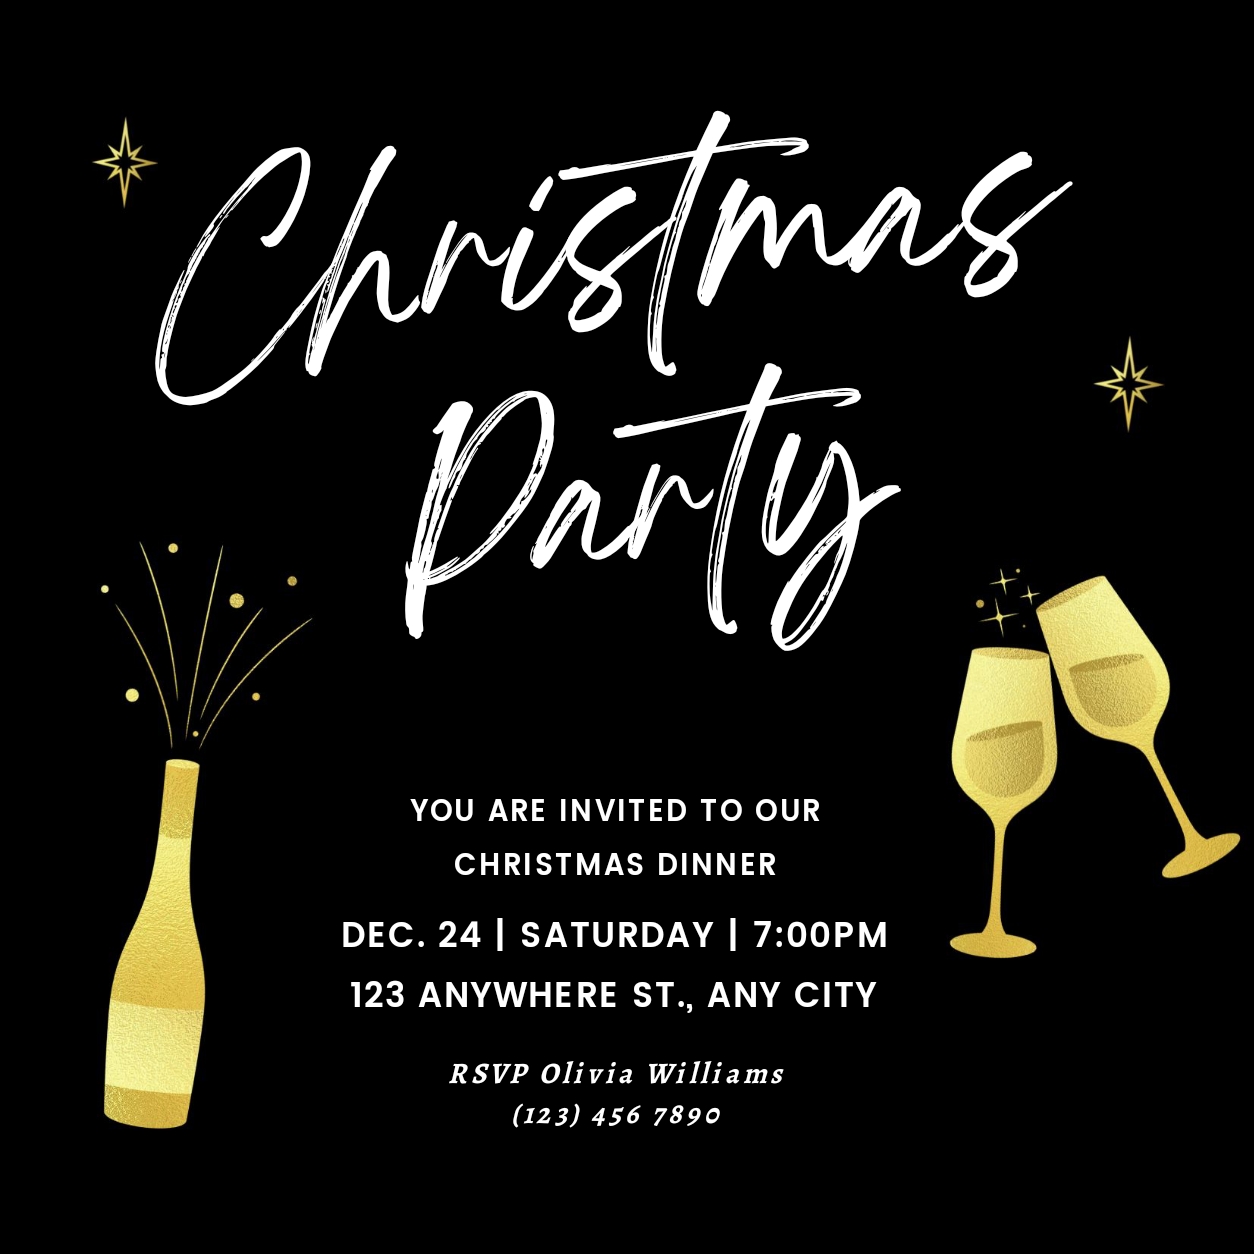 Christmas
Party
YOU ARE INVITED TO OUR
CHRISTMAS DINNER
DEC. 24 | SATURDAY | 7:00PM
123 ANYWHERE ST., ANY CITY
RSVP Olivia Williams
(123) 456 7890